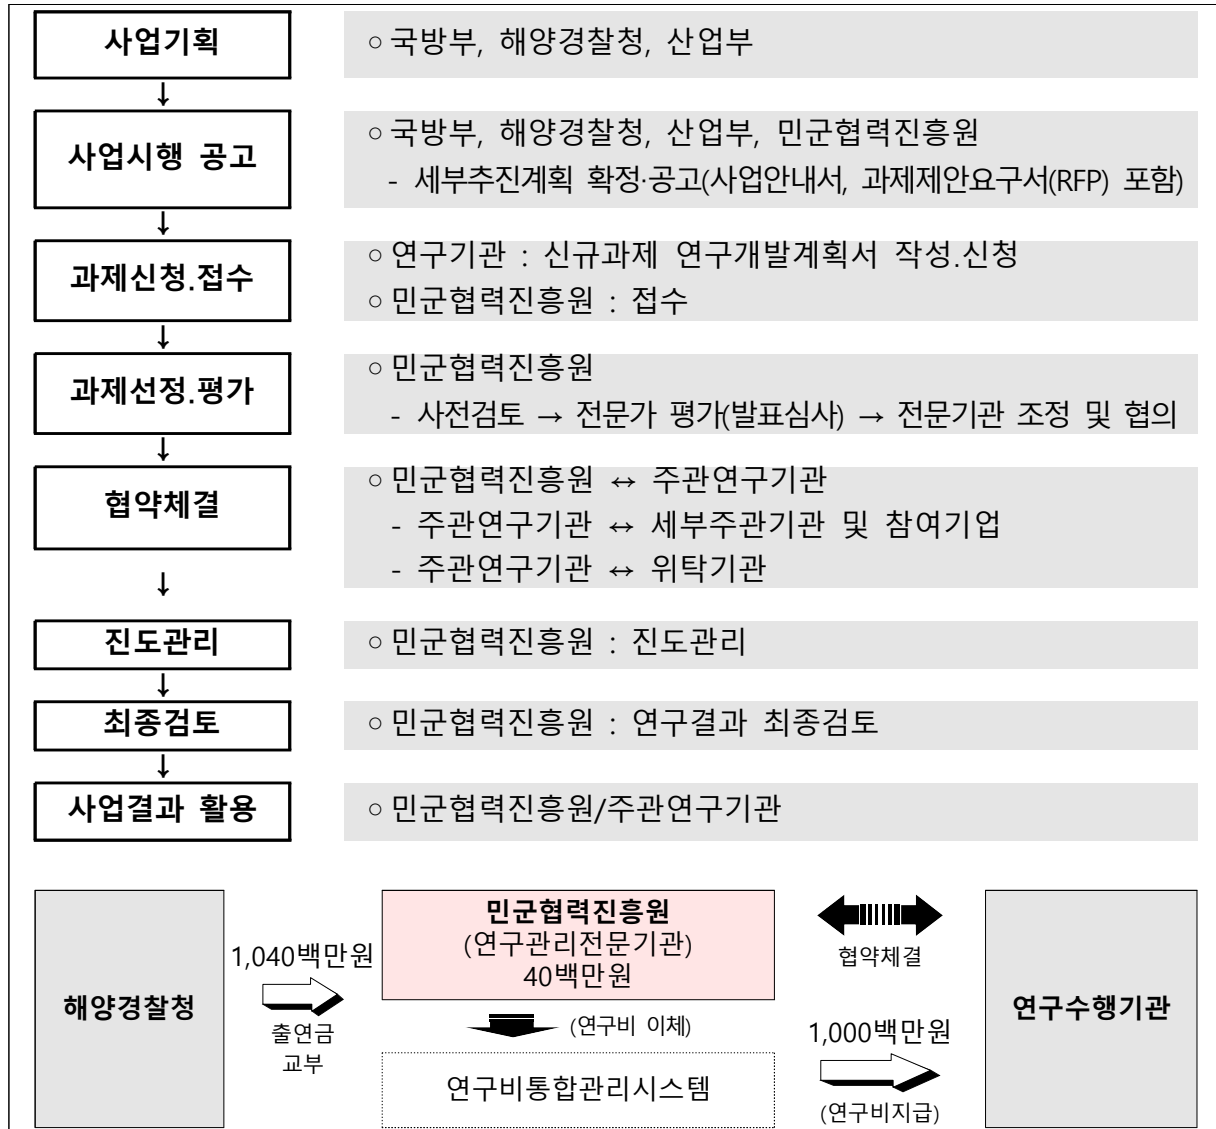 사업기획
○ 국방부, 해양경찰청, 산업부
↓
사업시행 공고
○ 국방부, 해양경찰청, 산업부, 민군협력진흥원
- 세부추진계획 확정·공고(사업안내서, 과제제안요구서(RFP) 포함)
↓
과제신청.접수
○ 연구기관 : 신규과제 연구개발계획서 작성.신청
○ 민군협력진흥원 : 접수
↓
과제선정.평가
○ 민군협력진흥원
- 사전검토 → 전문가 평가(발표심사) → 전문기관 조정 및 협의
↓
협약체결
○ 민군협력진흥원 ↔ 주관연구기관
- 주관연구기관 ↔ 세부주관기관 및 참여기업
- 주관연구기관 ↔ 위탁기관
↓
진도관리
○ 민군협력진흥원 : 진도관리
↓
최종검토
○ 민군협력진흥원 : 연구결과 최종검토
↓
사업결과 활용
○ 민군협력진흥원/주관연구기관
해양경찰청
1,040백만원
출연금
교부
민군협력진흥원
(연구관리전문기관)
40백만원
(연구비 이체)
연구비통합관리시스템
협약체결
1,000백만원
(연구비지급)
연구수행기관